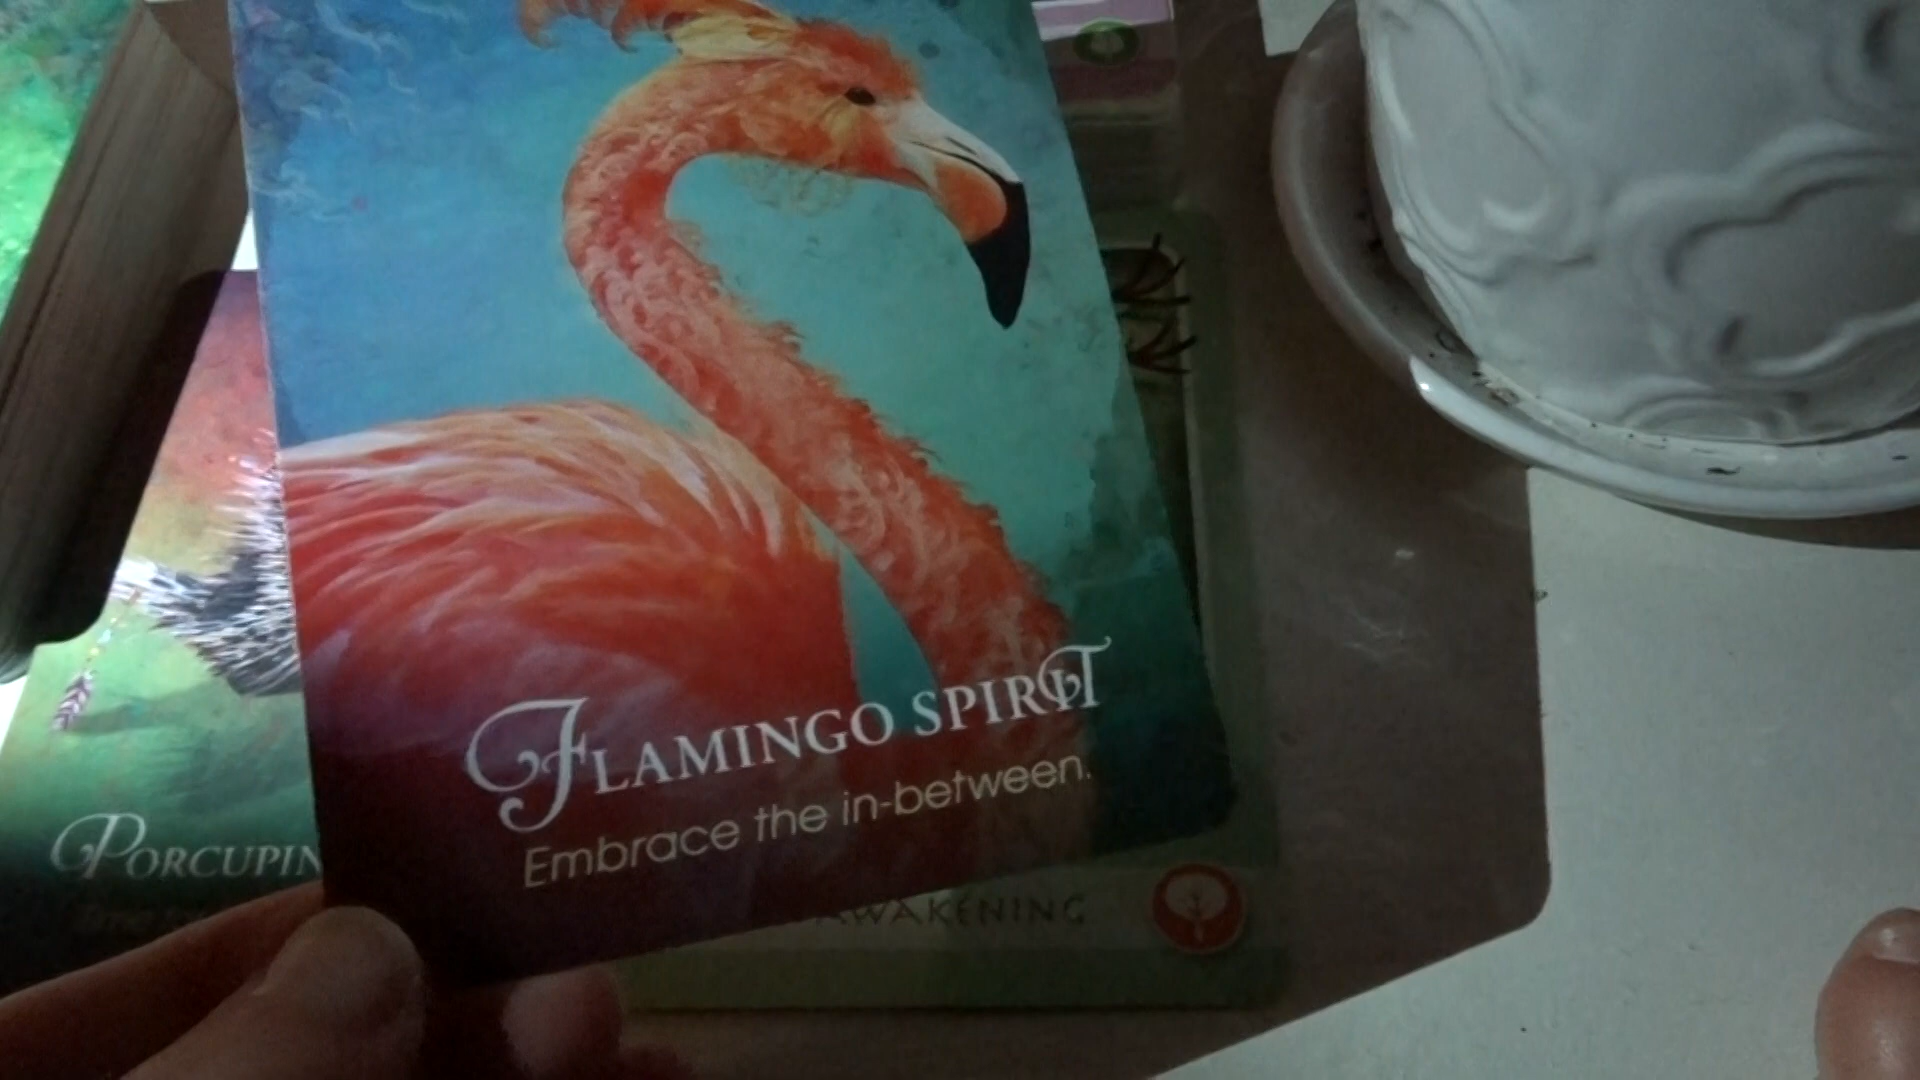 FLAMINGO SPIRIT
Embrace the in-between.
PORCUPIN
AWAKENING